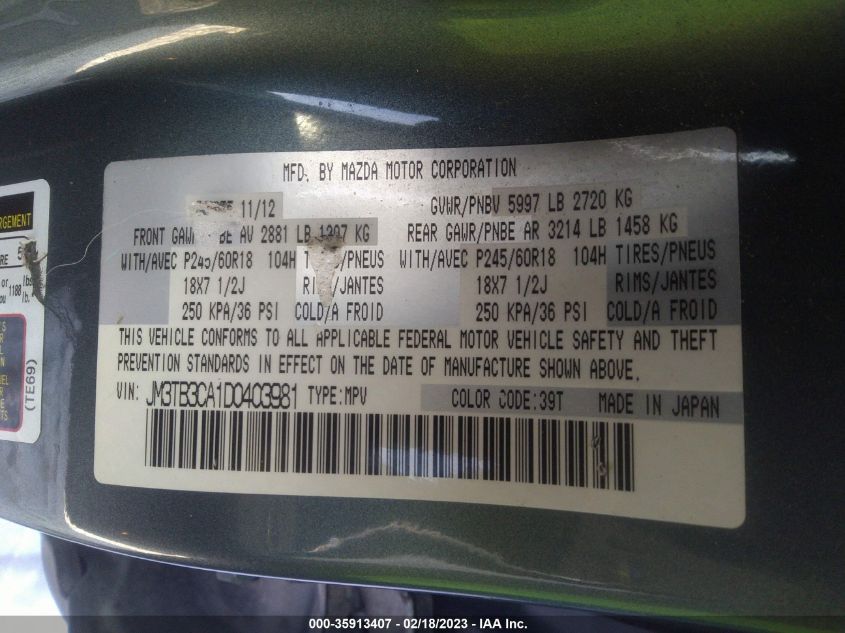 MFD. BY MAZDA MOTOR CORPORATION
11/12
GVWR/PNBV 5997 LB 2720 KG
FRONT GAWR BE AV 2881 LB KG
REAR GAWR/PNBE AR 3214 LB 1458 KG
WITH/AVEC P245/60R18 104H PNEUS
WITH/AVEC P245/60R18 104H TIRES/PNEUS
18X7 1/2J RIMS/JANTES
18X7 1/2J RIMS/JANTES
250 KPA/36 PSI COLD/A FROID
250 KPA/36 PSI COLD/A FROID
THIS VEHICLE CONFORMS TO ALL APPLICABLE FEDERAL MOTOR VEHICLE SAFETY AND THEFT
PREVENTION STANDARDS IN EFFECT ON THE DATE OF MANUFACTURE SHOWN ABOVE.
VIN: JM3TB3CA1D0403981 TYPE:MPV
COLOR CODE:39T MADE IN JAPAN
(TE69)
000-35913407 - 02/18/2023 - IAA Inc.